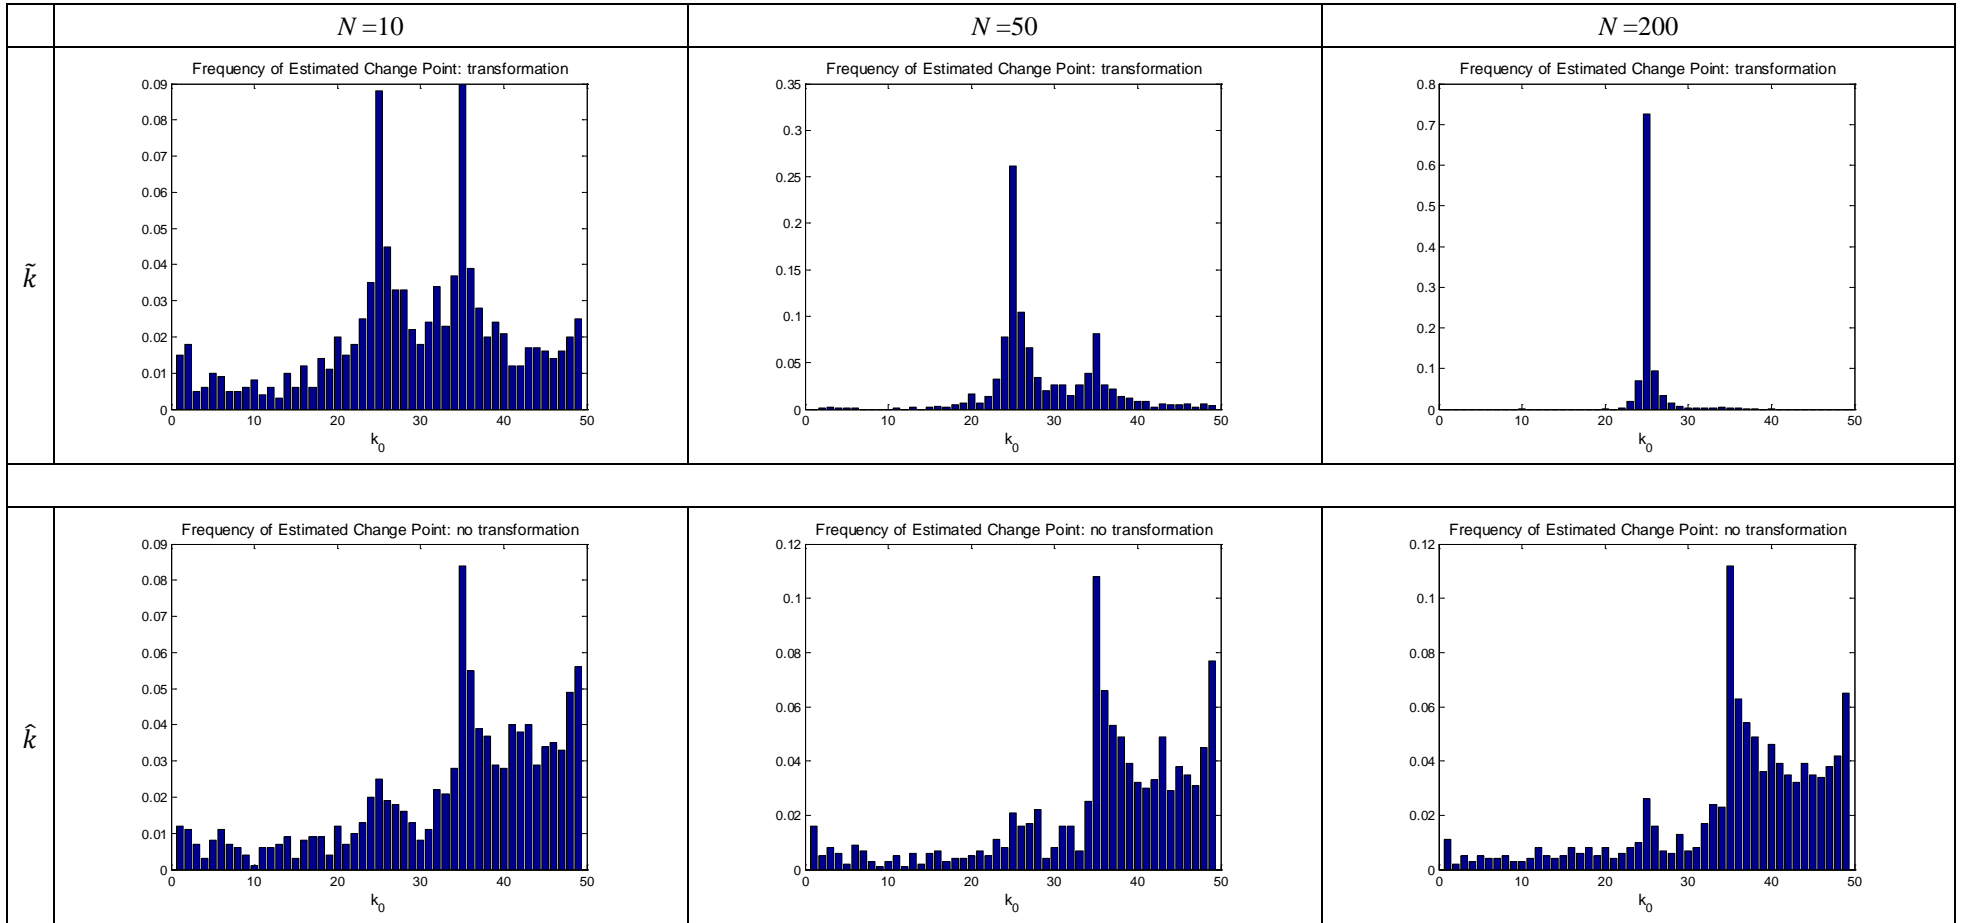 N =10 N =50 N =200
k̃
Frequency of Estimated Change Point: transformation
0.09
0.08
0.07
0.06
0.05
0.04
0.03
0.02
0.01
0
0 10 20 30 40 50
k0
Frequency of Estimated Change Point: transformation
0.35
0.3
0.25
0.2
0.15
0.1
0.05
0
0 10 20 30 40 50
k0
Frequency of Estimated Change Point: transformation
0.8
0.7
0.6
0.5
0.4
0.3
0.2
0.1
0
0 10 20 30 40 50
k0
k̂
Frequency of Estimated Change Point: no transformation
0.09
0.08
0.07
0.06
0.05
0.04
0.03
0.02
0.01
0
0 10 20 30 40 50
k0
Frequency of Estimated Change Point: no transformation
0.12
0.1
0.08
0.06
0.04
0.02
0
0 10 20 30 40 50
k0
Frequency of Estimated Change Point: no transformation
0.12
0.1
0.08
0.06
0.04
0.02
0
0 10 20 30 40 50
k0